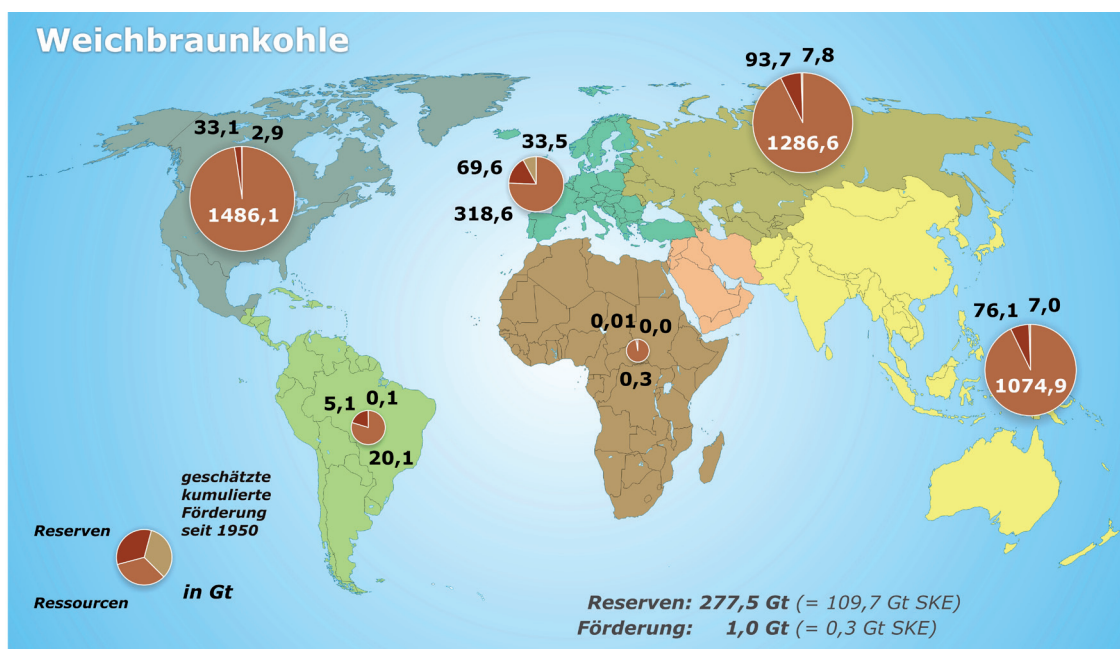 Weichbraunkohle
93,7 7,8
1286,6
33,1 2,9
1486,1
33,5
69,6
318,6
76,1 7,0
1074,9
0,01 0,0
0,3
5,1 0,1
20,1
geschätzte
kumulierte
Förderung
seit 1950
Reserven
in Gt
Ressourcen
Reserven: 277,5 Gt (= 109,7 Gt SKE)
Förderung: 1,0 Gt (= 0,3 Gt SKE)